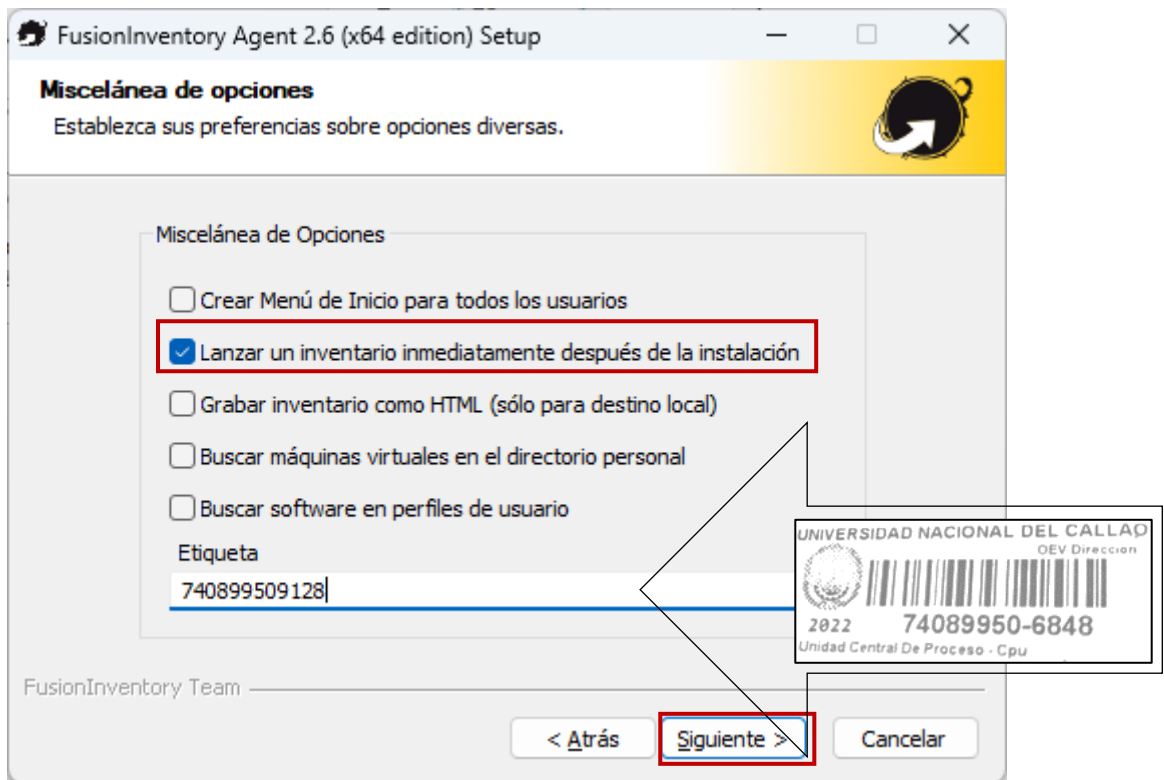 FusionInventory Agent 2.6 (x64 edition) Setup
Miscelánea de opciones
Establezca sus preferencias sobre opciones diversas.
Miscelánea de Opciones
Crear Menú de Inicio para todos los usuarios
Lanzar un inventario inmediatamente después de la instalación
Grabar inventario como HTML (sólo para destino local)
Buscar máquinas virtuales en el directorio personal
Buscar software en perfiles de usuario
Etiqueta
740899509128
UNIVERSIDAD NACIONAL DEL CALLAO
OEV Direccion
2022 74089950-6848
Unidad Central De Proceso - Cpu
FusionInventory Team
< Atrás Siguiente > Cancelar